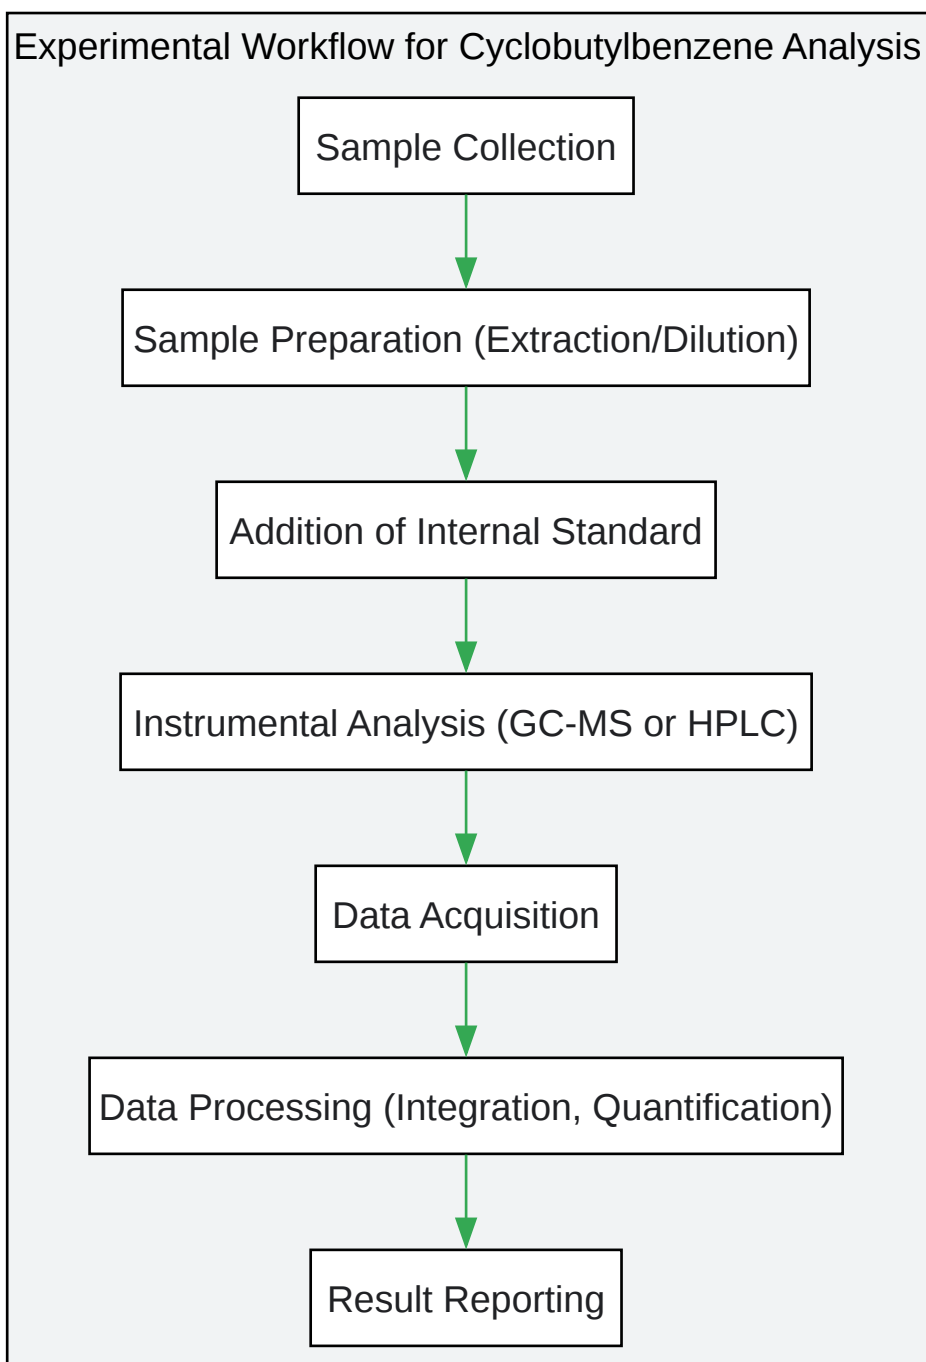 Experimental Workflow for Cyclobutylbenzene Analysis
Sample Collection
Sample Preparation (Extraction/Dilution)
Addition of Internal Standard
Instrumental Analysis (GC-MS or HPLC)
Data Acquisition
Data Processing (Integration, Quantification)
Result Reporting